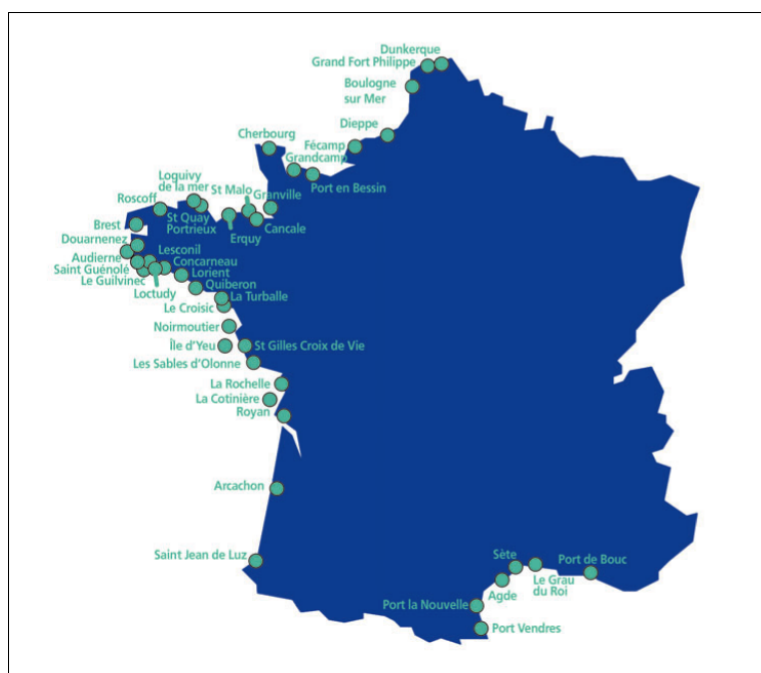 Dunkerque
Grand Fort Philippe
Boulogne
sur Mer
Dieppe
Cherbourg
Fécamp
Grandcamp
Port en Bessin
Loquivy
de la mer
St Malo
Granville
Roscoff
St Quay
Portrieux
Cancale
Brest
Erquy
Douarnenez
Lesconil
Audierne
Concarneau
Saint Guénolé
Lorient
Le Guilvinec
Quiberon
Loctudy
La Turballe
Le Croisic
Noirmoutier
Île d'Yeu
St Gilles Croix de Vie
Les Sables d'Olonne
La Rochelle
La Cotinière
Royan
Arcachon
Saint Jean de Luz
Sète
Port de Bouc
Le Grau
du Roi
Agde
Port la Nouvelle
Port Vendres